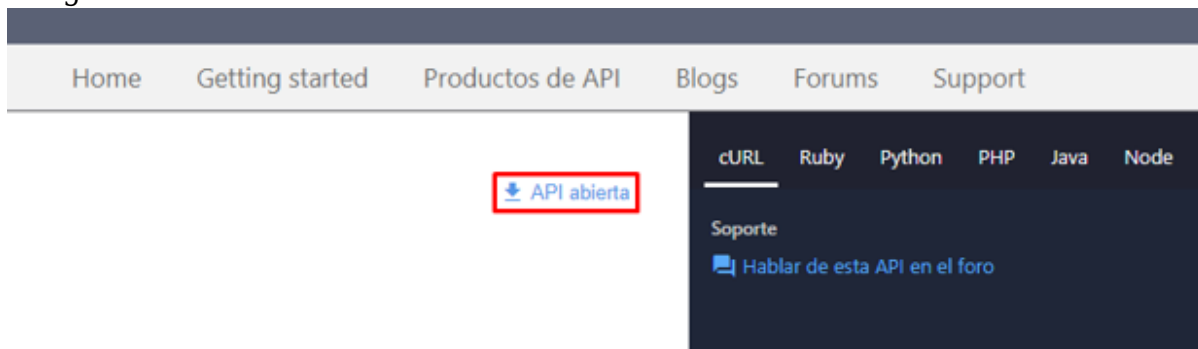 Home Getting started Productos de API Blogs Forums Support
API abierta
cURL Ruby Python PHP Java Node
Soporte
Hablar de esta API en el foro